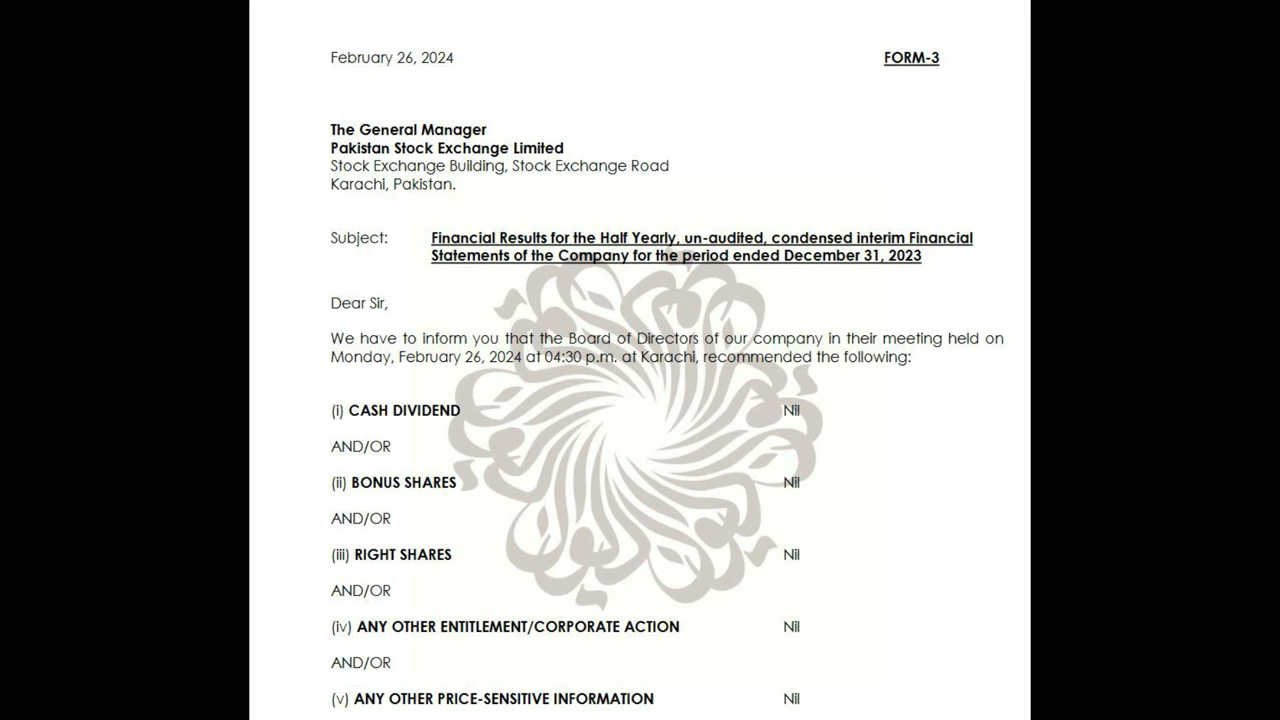 February 26, 2024 FORM-3
The General Manager
Pakistan Stock Exchange Limited
Stock Exchange Building, Stock Exchange Road
Karachi, Pakistan.
Subject: Financial Results for the Half Yearly, un-audited, condensed interim Financial
Statements of the Company for the period ended December 31, 2023
Dear Sir,
We have to inform you that the Board of Directors of our company in their meeting held on
Monday, February 26, 2024 at 04:30 p.m. at Karachi, recommended the following:
(i) CASH DIVIDEND Nil
AND/OR
(ii) BONUS SHARES Nil
AND/OR
(iii) RIGHT SHARES Nil
AND/OR
(iv) ANY OTHER ENTITLEMENT/CORPORATE ACTION Nil
AND/OR
(v) ANY OTHER PRICE-SENSITIVE INFORMATION Nil